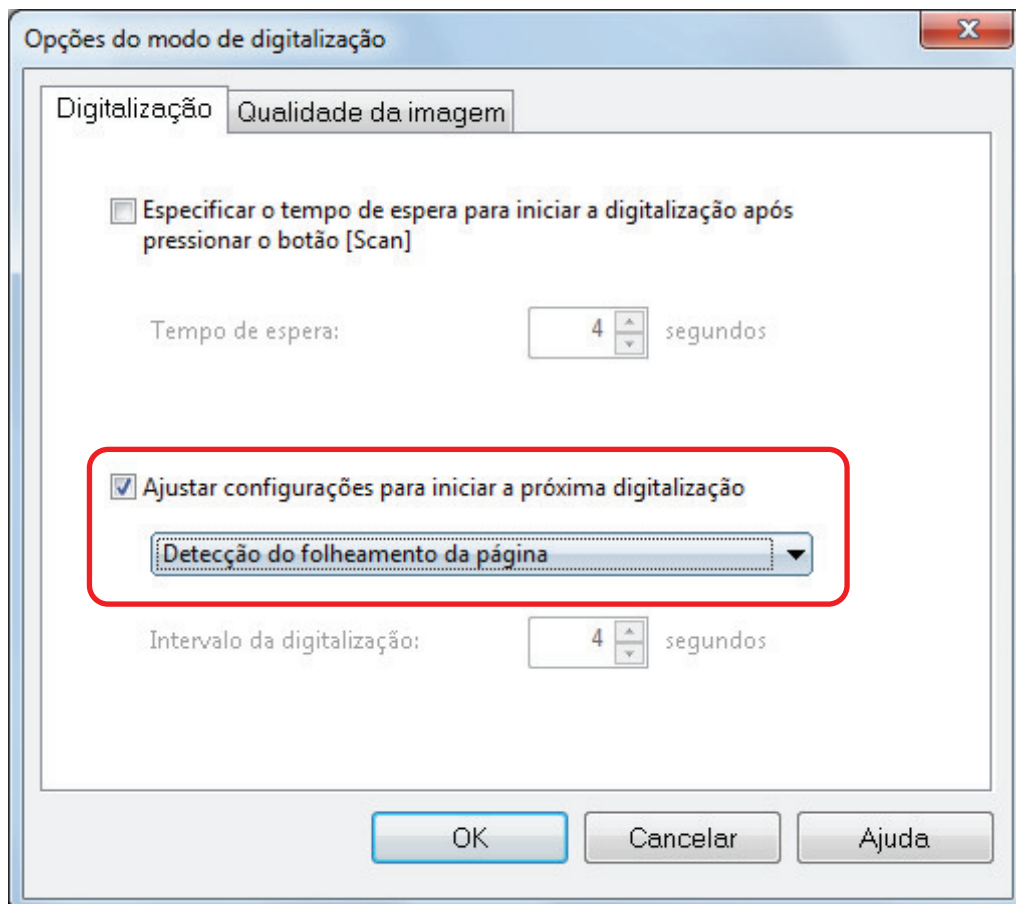 Opções do modo de digitalização
Digitalização
Qualidade da imagem
Especificar o tempo de espera para iniciar a digitalização após
pressionar o botão [Scan]
Tempo de espera:
4
segundos
Ajustar configurações para iniciar a próxima digitalização
Detecção do folheamento da página
Intervalo da digitalização:
4
segundos
OK
Cancelar
Ajuda